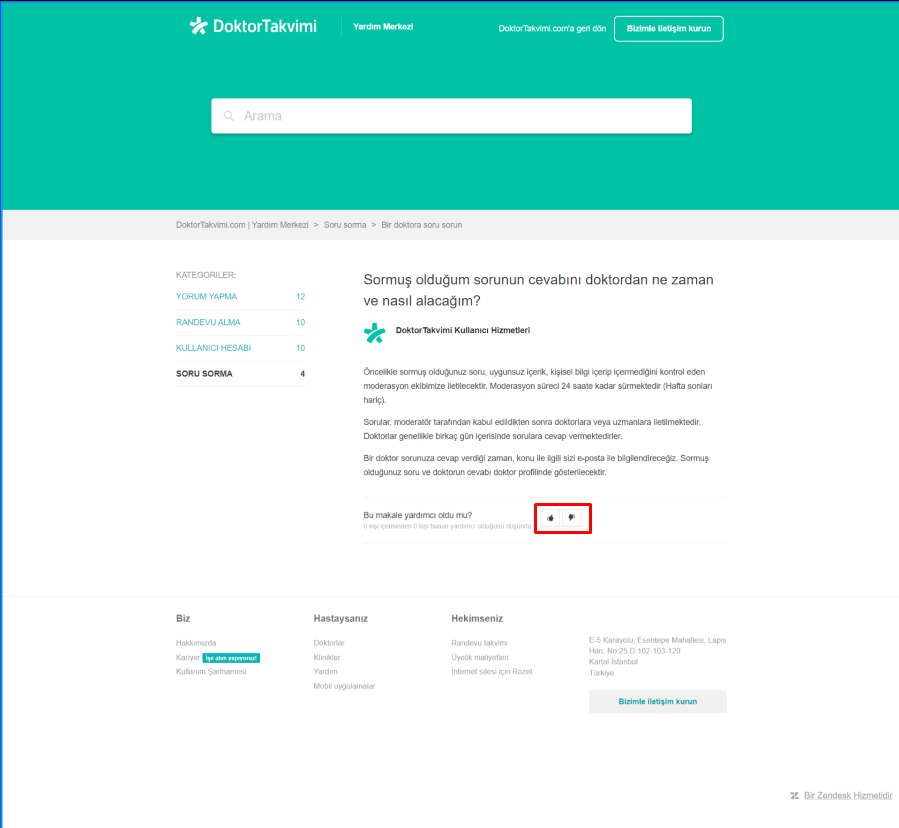 DoktorTakvimi
Yardım Merkezi
DoktorTakvimi.com'a geri dön
Bizimle iletişim kurun
Arama
DoktorTakvimi.com | Yardım Merkezi > Soru sorma > Bir doktora soru sorun
KATEGORİLER:
YORUM YAPMA 12
RANDEVU ALMA 10
KULLANICI HESABI 10
SORU SORMA 4
Sormuş olduğum sorunun cevabını doktordan ne zaman
ve nasıl alacağım?
DoktorTakvimi Kullanıcı Hizmetleri
Öncelikle sormuş olduğunuz soru, uygunsuz içerik, kişisel bilgi içerip içermediğini kontrol eden
moderasyon ekibimize iletilecektir. Moderasyon süreci 24 saate kadar sürmektedir (Hafta sonları
hariç).
Sorular, moderatör tarafından kabul edildikten sonra doktorlara veya uzmanlara iletilmektedir.
Doktorlar genellikle birkaç gün içerisinde sorulara cevap vermektedirler.
Bir doktor sorunuza cevap verdiği zaman, konu ile ilgili sizi e-posta ile bilgilendireceğiz. Sormuş
olduğunuz soru ve doktorun cevabı doktor profilinde gösterilecektir.
Bu makale yardımcı oldu mu?
0 kişi içerisinden 0 kişi bunun yardımcı olduğunu düşündü
Biz
Hakkımızda
Kariyer İşe alım yapıyoruz!
Kullanım Şartnamesi
Hastaysanız
Doktorlar
Klinikler
Yardım
Mobil uygulamalar
Hekimseniz
Randevu takvimi
Üyelik maliyetleri
İnternet sitesi için Rozet
E-5 Karayolu, Esentepe Mahallesi, Lapis
Han, No:25 D:102-103-120
Kartal İstanbul
Türkiye
Bizimle iletişim kurun
Bir Zendesk Hizmetidir